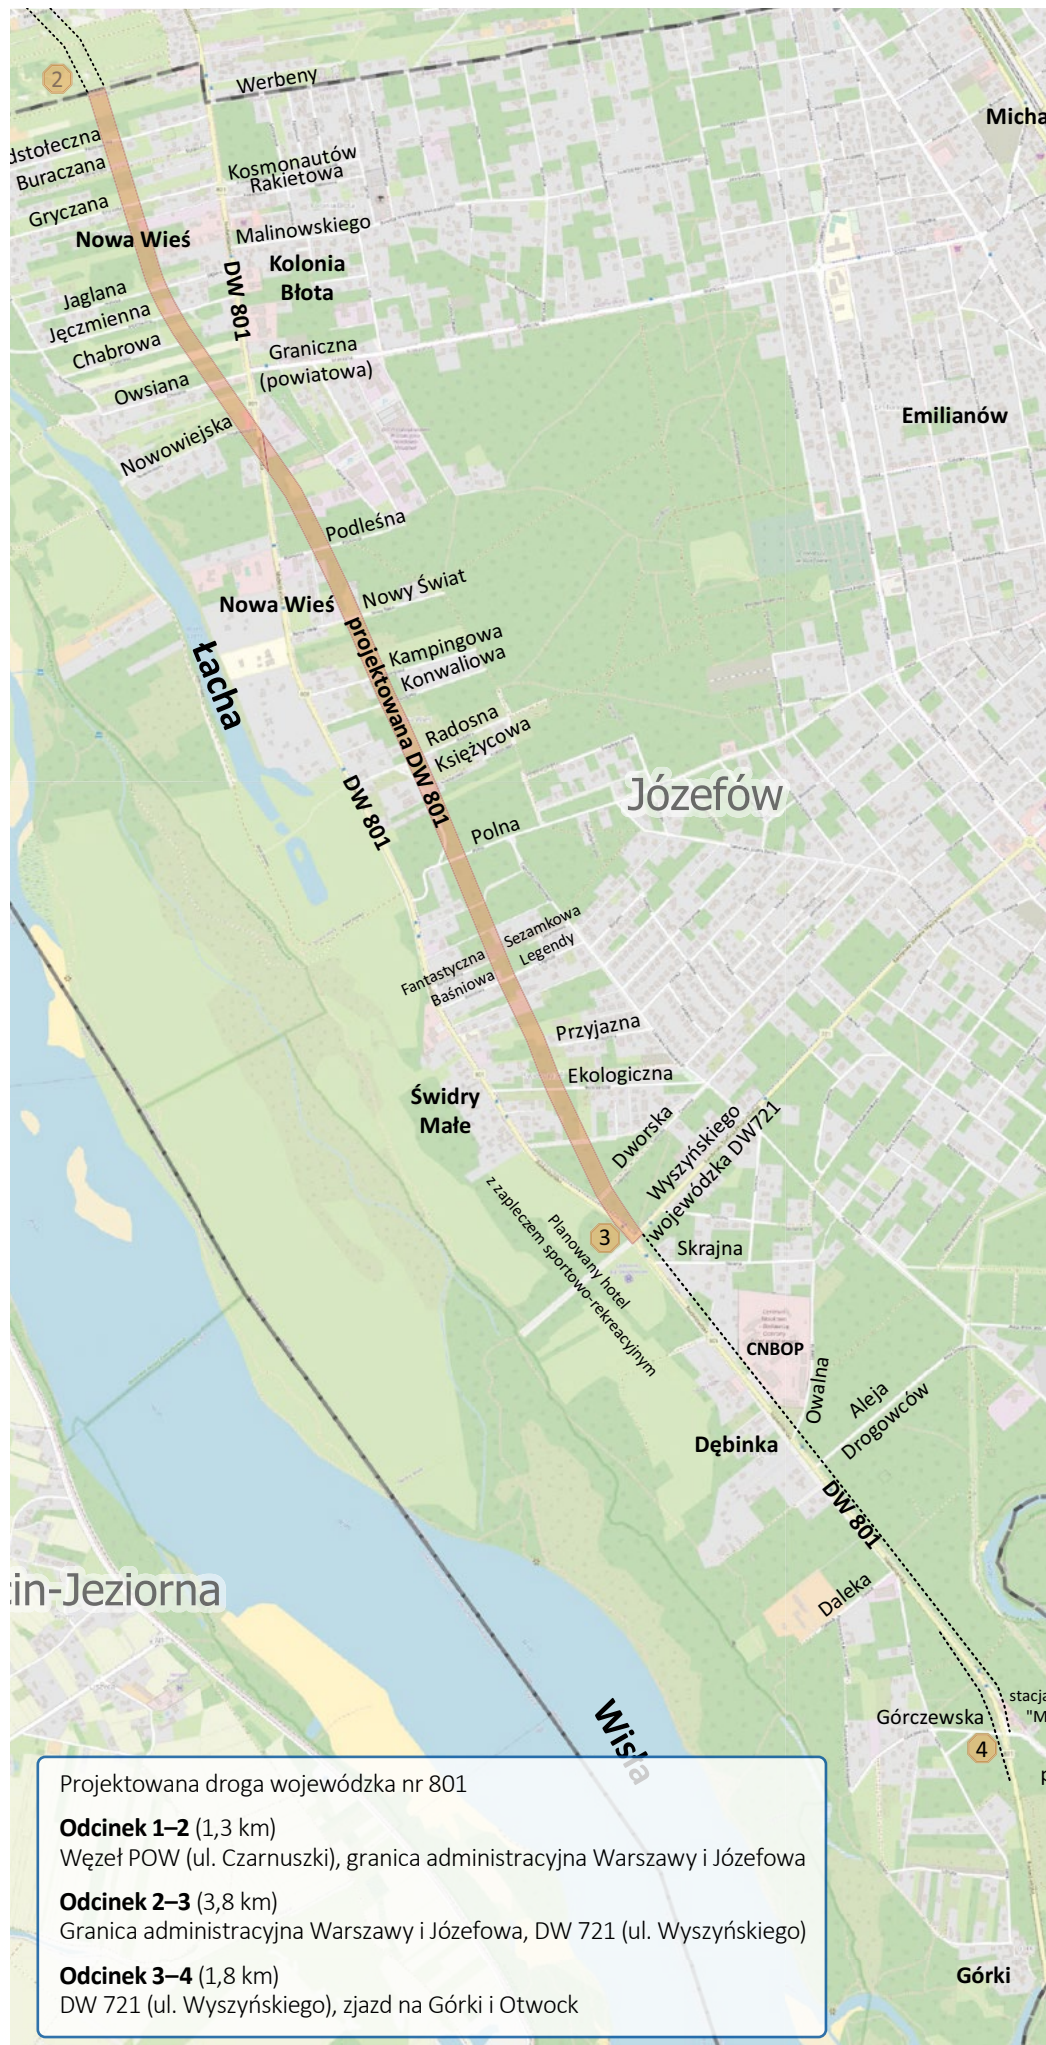 2
Werbeny
Micha
dstołeczna
Buraczana
Kosmonautów
Rakietowa
Gryczana
Malinowskiego
Nowa Wieś
Kolonia
Błota
DW 801
Jaglana
Jęczmienna
Chabrowa
Graniczna
(powiatowa)
Owsiana
Emilianów
Nowowiejska
Podleśna
Nowy Świat
Nowa Wieś
projektowana DW 801
Kampingowa
Konwaliowa
Łacha
Radosna
Księżycowa
Józefów
DW 801
Polna
Sezamkowa
Legendy
Fantastyczna
Baśniowa
Przyjazna
Ekologiczna
Świdry
Małe
Dworska
Wyszyńskiego
wojewódzka DW721
3
Skrajna
Planowany hotel
z zapleczem sportowo-rekreacyjnym
CNBOP
Owalna
Aleja
Drogowców
Dębinka
DW 801
cin-Jeziorna
Daleka
stacja
"M
Górczewska
4
p
Wisła
Górki
Projektowana droga wojewódzka nr 801
Odcinek 1–2 (1,3 km)
Węzeł POW (ul. Czarnuszki), granica administracyjna Warszawy i Józefowa
Odcinek 2–3 (3,8 km)
Granica administracyjna Warszawy i Józefowa, DW 721 (ul. Wyszyńskiego)
Odcinek 3–4 (1,8 km)
DW 721 (ul. Wyszyńskiego), zjazd na Górki i Otwock